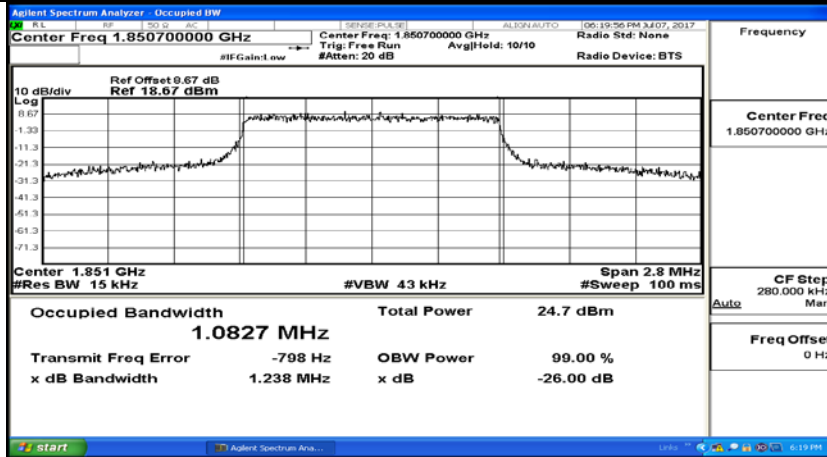 Agilent Spectrum Analyzer - Occupied BW
RL RF 50 Ω AC SENSE:PULSE ALIGN AUTO 06:19:56 PM Jul 07, 2017
Center Freq 1.850700000 GHz Center Freq: 1.850700000 GHz Radio Std: None Frequency
Trig: Free Run Avg|Hold: 10/10
#IFGain:Low #Atten: 20 dB Radio Device: BTS
Ref Offset 8.67 dB
10 dB/div Ref 18.67 dBm
Log
8.67
-1.33
-11.3
-21.3
-31.3
-41.3
-51.3
-61.3
-71.3
Center Freq
1.850700000 GHz
Center 1.851 GHz Span 2.8 MHz
#Res BW 15 kHz #VBW 43 kHz #Sweep 100 ms
CF Step
280.000 kHz
Auto Man
Occupied Bandwidth Total Power 24.7 dBm
1.0827 MHz
Freq Offset
0 Hz
Transmit Freq Error -798 Hz OBW Power 99.00 %
x dB Bandwidth 1.238 MHz x dB -26.00 dB
start Agilent Spectrum Ana... Links 6:19 PM